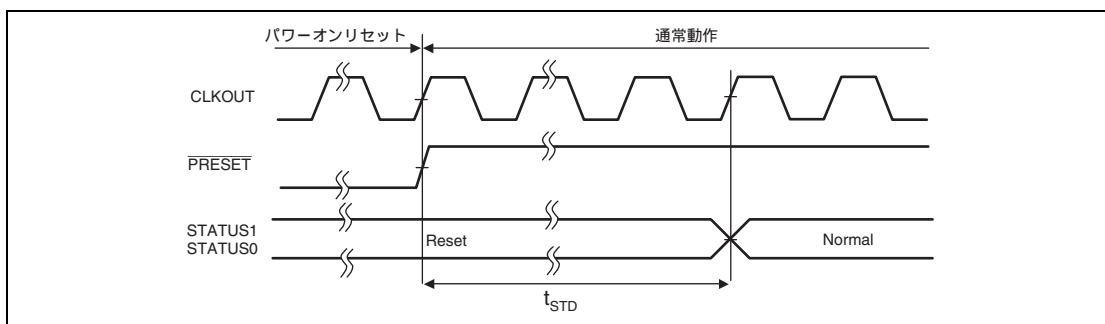 パワーオンリセット
通常動作
CLKOUT
PRESET
STATUS1
STATUS0
Reset
Normal
tSTD